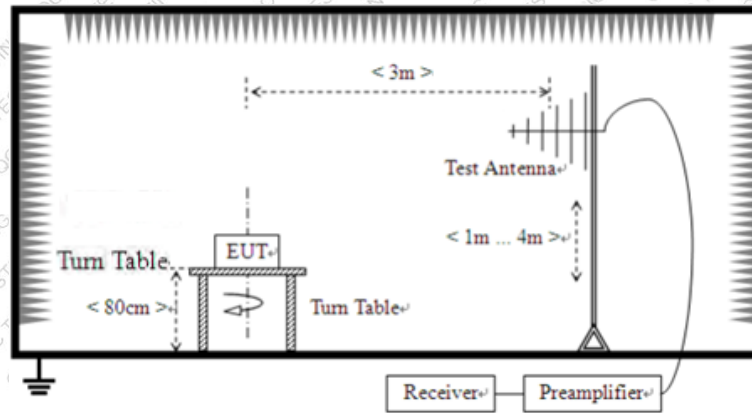 < 3m >
Test Antenna
< 1m ... 4m >
EUT
Turn Table
< 80cm >
Turn Table
Receiver
Preamplifier